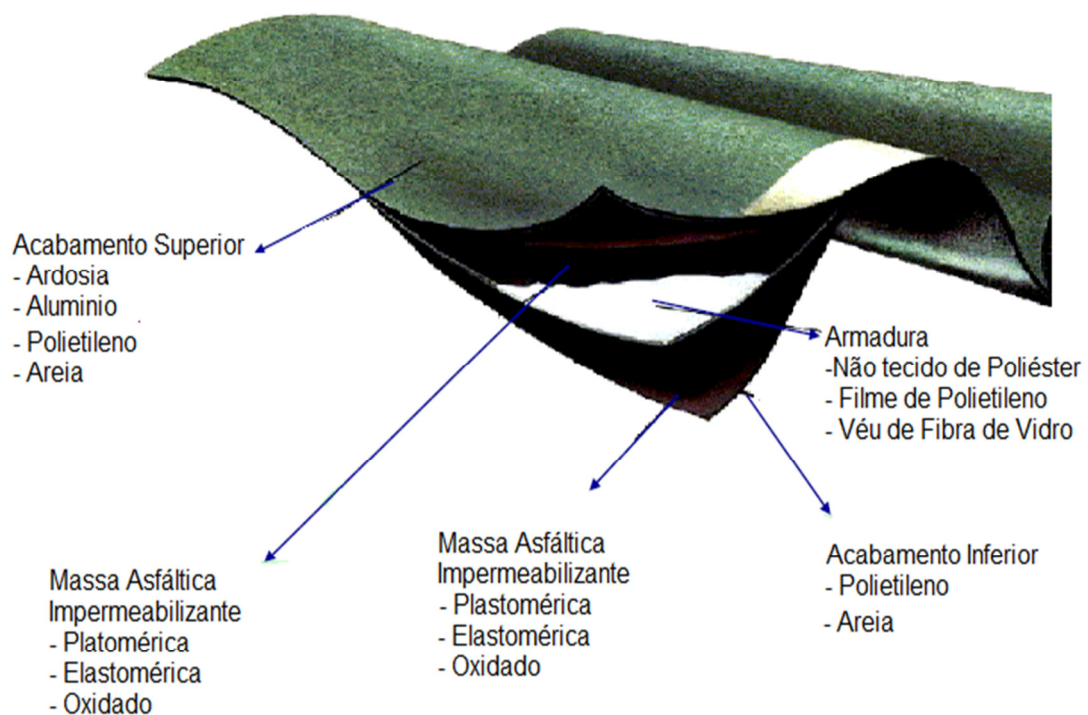 Acabamento Superior
- Ardosia
- Aluminio
- Polietileno
- Areia
Armadura
-Não tecido de Poliéster
- Filme de Polietileno
- Véu de Fibra de Vidro
Massa Asfáltica
Impermeabilizante
- Platomérica
- Elastomérica
- Oxidado
Massa Asfáltica
Impermeabilizante
- Plastomérica
- Elastomérica
- Oxidado
Acabamento Inferior
- Polietileno
- Areia